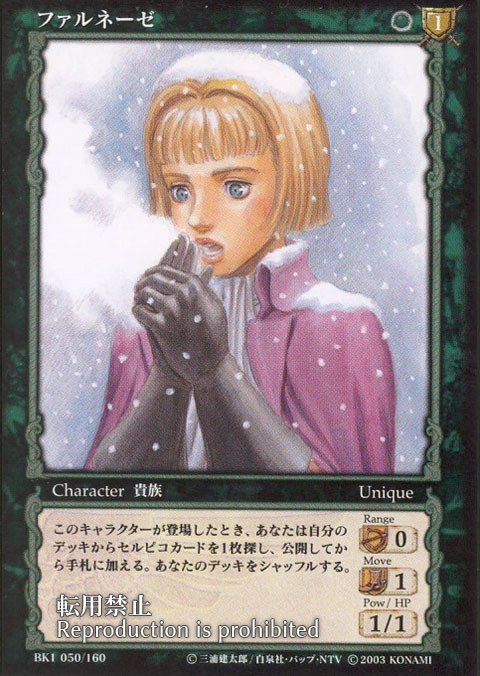 ファルネーゼ
I
Character 貴族
Unique
このキャラクターが登場したとき、あなたは自分の
デッキからセルピコカードを1枚探し、公開してか
ら手札に加える。あなたのデッキをシャッフルする。
Range
0
Move
1
Pow/ HP
1/1
転用禁止
Reproduction is prohibited
BK1 050/160
©三浦建太郎/白泉社・バップ・NTV ©2003 KONAMI